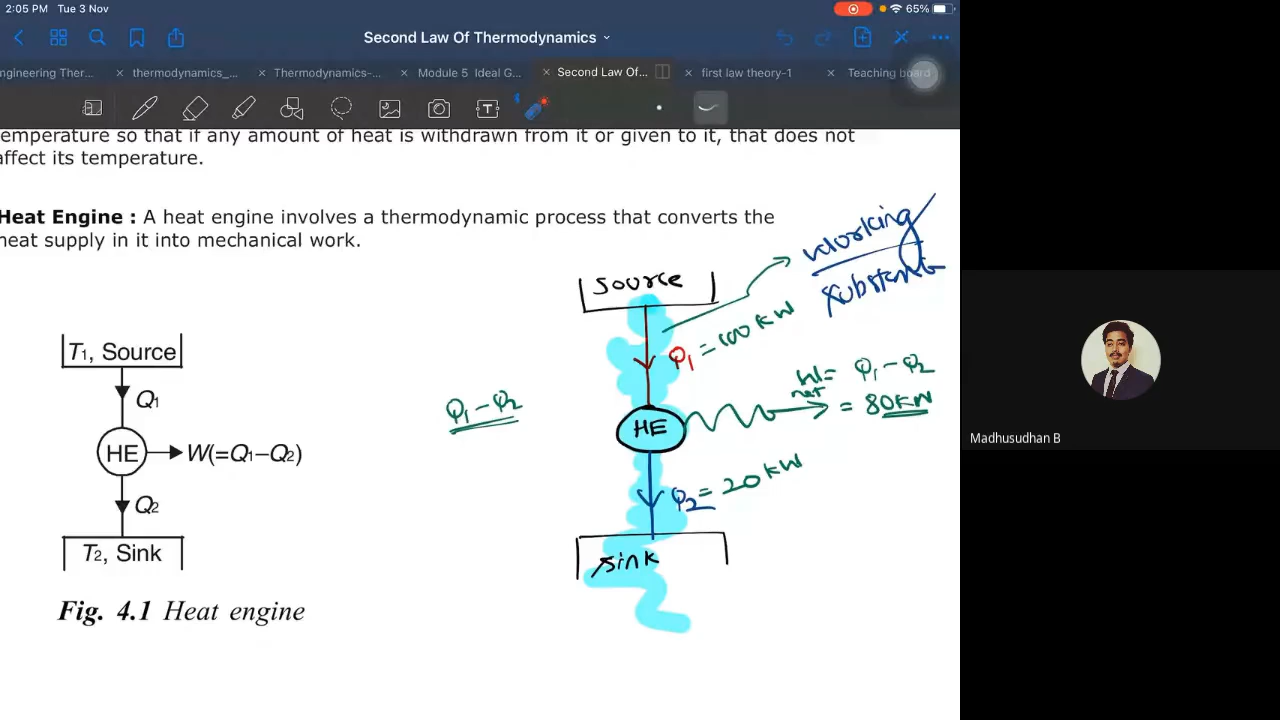 2:05 PM Tue 3 Nov
65%
Second Law Of Thermodynamics
ngineering Ther...
thermodynamics_...
Thermodynamics-...
Module 5 Ideal G...
Second Law Of...
first law theory-1
Teaching board
emperature so that if any amount of heat is withdrawn from it or given to it, that does not
affect its temperature.
Heat Engine : A heat engine involves a thermodynamic process that converts the
heat supply in it into mechanical work.
T1, Source
Q1
HE
W(=Q1–Q2)
Q2
T2, Sink
Fig. 4.1 Heat engine
Q1-Q2
Source
Working
Substance
Q1 = 100 KW
HE
Wnet = Q1-Q2
= 80KW
Q2 = 20KW
Sink
Madhusudhan B